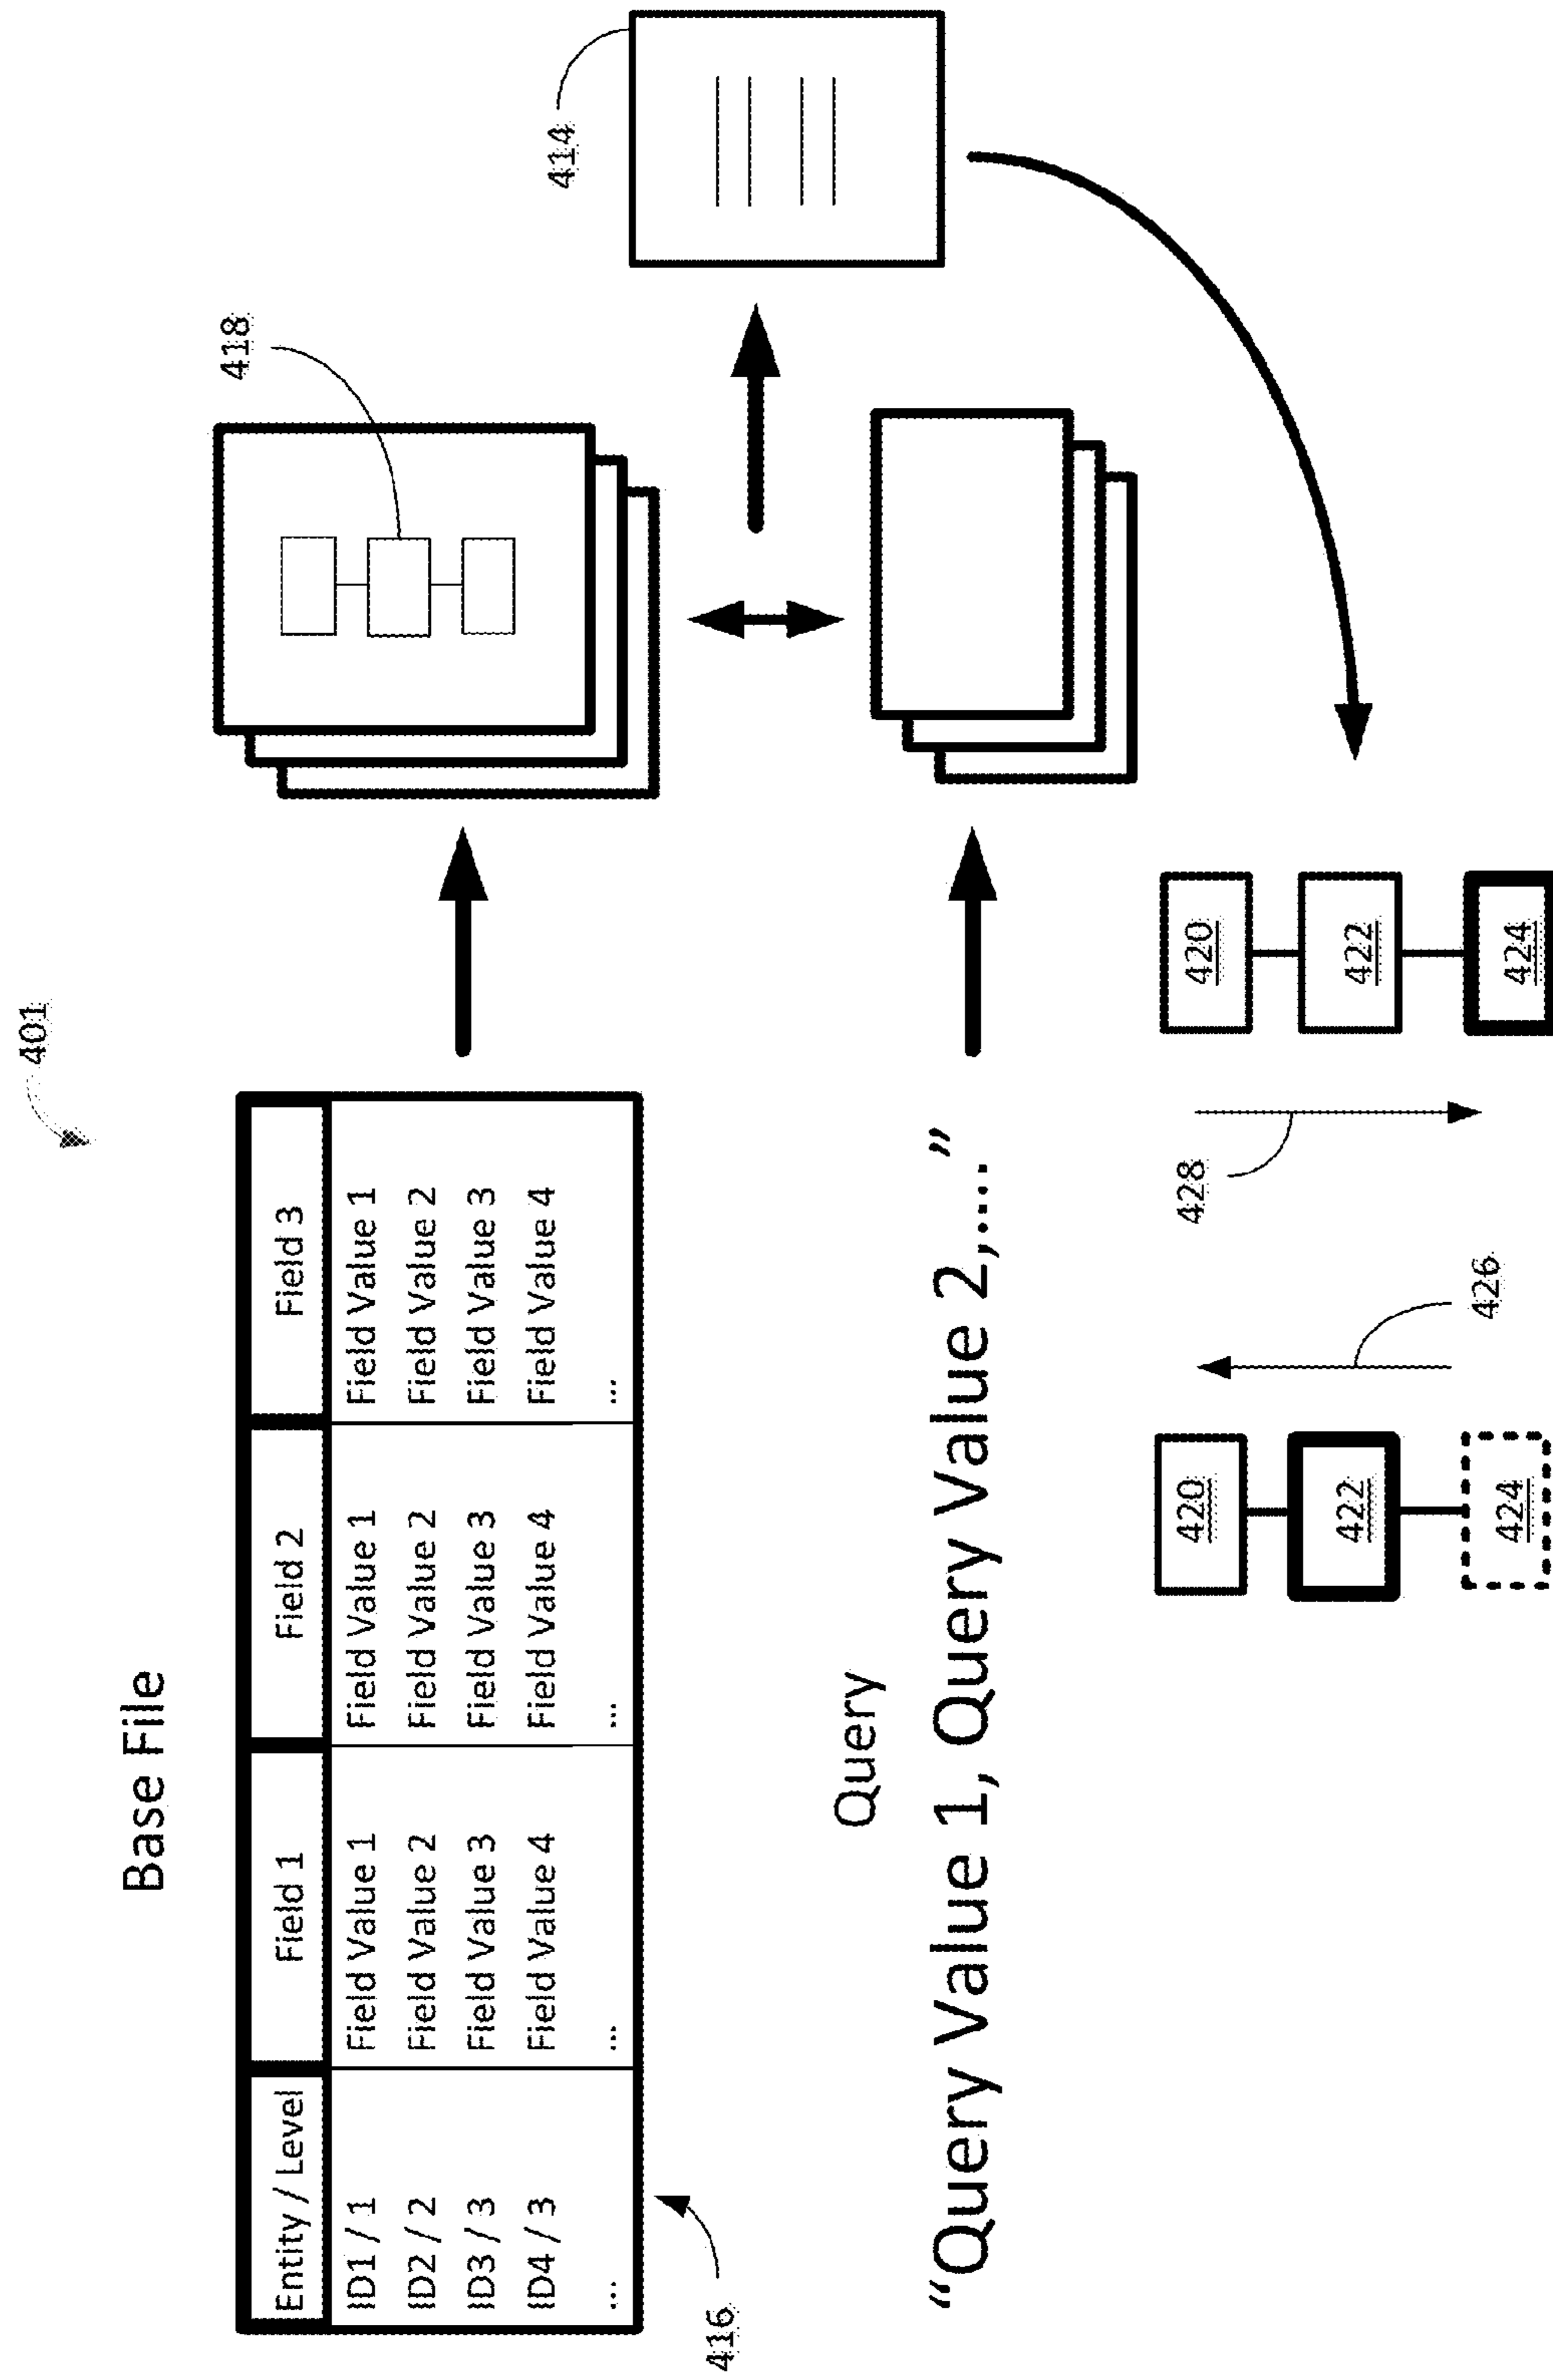 401
Base File
Entity / Level Field 1 Field 2 Field 3
ID1 / 1 Field Value 1 Field Value 1 Field Value 1
ID2 / 2 Field Value 2 Field Value 2 Field Value 2
ID3 / 3 Field Value 3 Field Value 3 Field Value 3
ID4 / 3 Field Value 4 Field Value 4 Field Value 4
... ... ... ...
416
418
414
Query
“Query Value 1, Query Value 2,....”
420
422
424
426
428
420
422
424